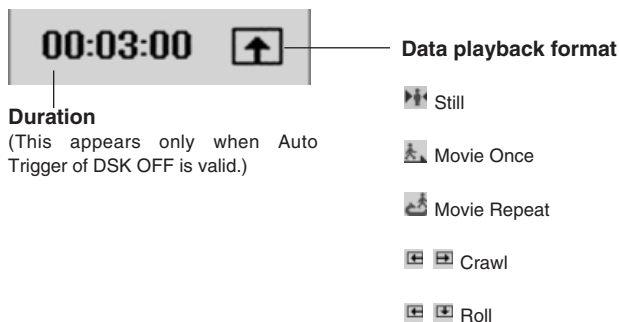 00:03:00
Data playback format
Duration
(This appears only when Auto
Trigger of DSK OFF is valid.)
Still
Movie Once
Movie Repeat
Crawl
Roll